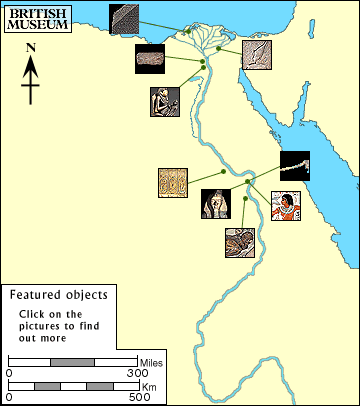 BRITISH
MUSEUM
N
Featured objects
Click on the
pictures to find
out more
Miles
0 300
Km
0 500